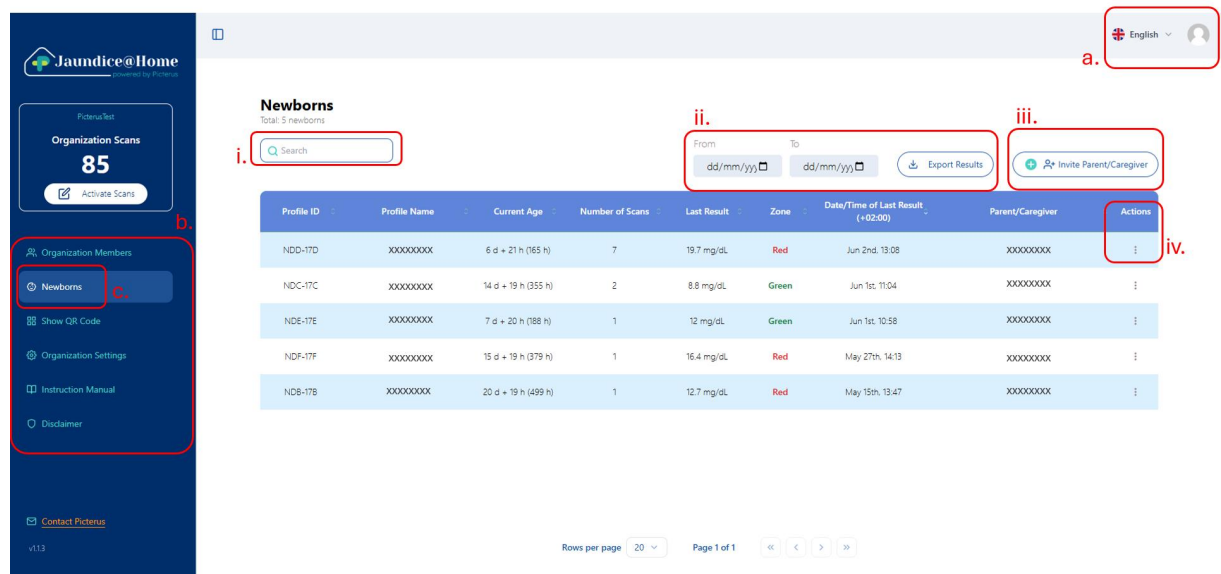 English
a.
Jaundice@Home
powered by Picterus
PicterusTest
Organization Scans
85
Activate Scans
b.
Organization Members
Newborns
c.
Show QR Code
Organization Settings
Instruction Manual
Disclaimer
Contact Picterus
v1.1.3
Newborns
Total: 5 newborns
i.
Search
ii.
From To
dd/mm/yyyy dd/mm/yyyy Export Results
iii.
Invite Parent/Caregiver
Profile ID Profile Name Current Age Number of Scans Last Result Zone Date/Time of Last Result (+02:00) Parent/Caregiver Actions
iv.
NDD-17D XXXXXXXX 6 d + 21 h (165 h) 7 19.7 mg/dL Red Jun 2nd, 13:08 XXXXXXXX
NDC-17C XXXXXXXX 14 d + 19 h (355 h) 2 8.8 mg/dL Green Jun 1st, 11:04 XXXXXXXX
NDE-17E XXXXXXXX 7 d + 20 h (188 h) 1 12 mg/dL Green Jun 1st, 10:58 XXXXXXXX
NDF-17F XXXXXXXX 15 d + 19 h (379 h) 1 16.4 mg/dL Red May 27th, 14:13 XXXXXXXX
NDB-17B XXXXXXXX 20 d + 19 h (499 h) 1 12.7 mg/dL Red May 15th, 13:47 XXXXXXXX
Rows per page 20 Page 1 of 1 « < > »